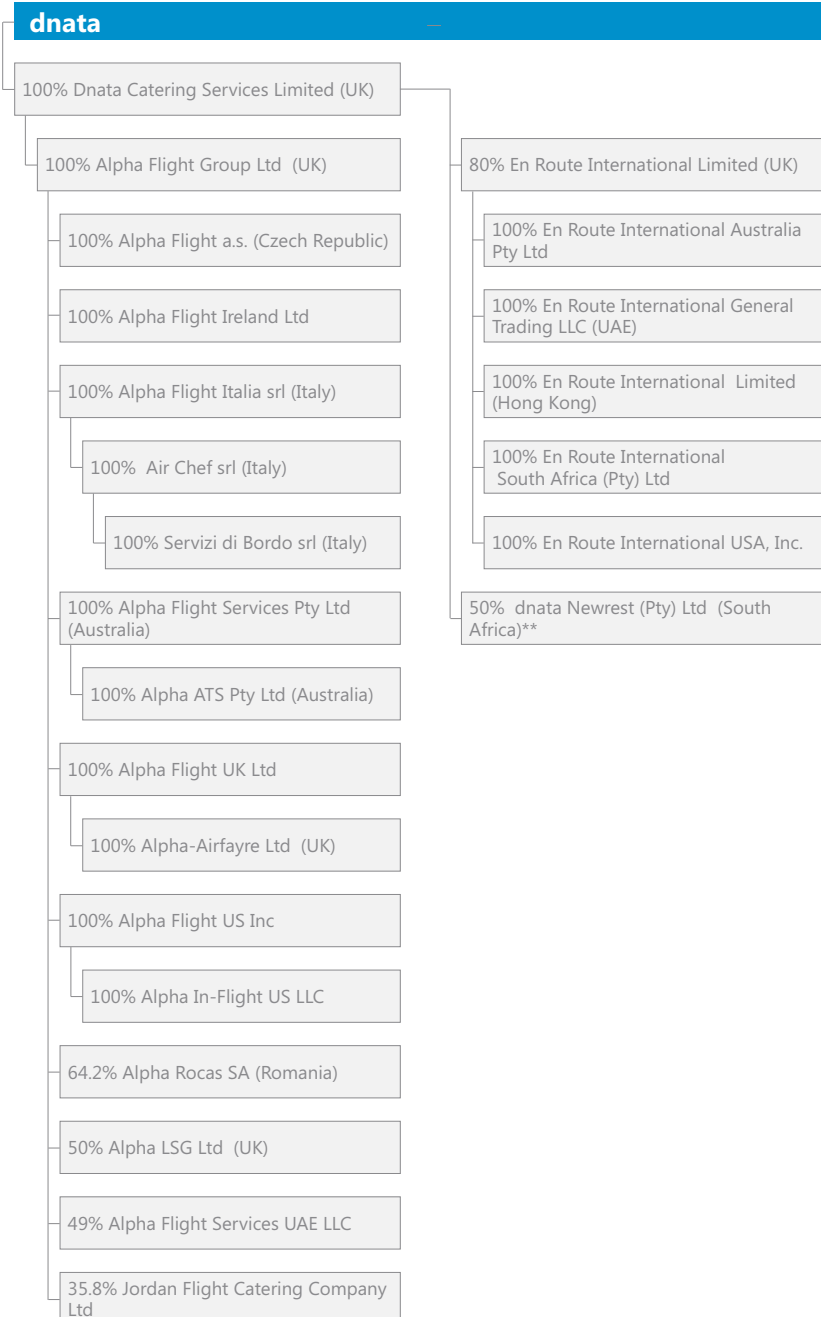 dnata
100% Dnata Catering Services Limited (UK)
100% Alpha Flight Group Ltd (UK)
100% Alpha Flight a.s. (Czech Republic)
100% Alpha Flight Ireland Ltd
100% Alpha Flight Italia srl (Italy)
100% Air Chef srl (Italy)
100% Servizi di Bordo srl (Italy)
100% Alpha Flight Services Pty Ltd
(Australia)
100% Alpha ATS Pty Ltd (Australia)
100% Alpha Flight UK Ltd
100% Alpha-Airfayre Ltd (UK)
100% Alpha Flight US Inc
100% Alpha In-Flight US LLC
64.2% Alpha Rocas SA (Romania)
50% Alpha LSG Ltd (UK)
49% Alpha Flight Services UAE LLC
35.8% Jordan Flight Catering Company
Ltd
80% En Route International Limited (UK)
100% En Route International Australia
Pty Ltd
100% En Route International General
Trading LLC (UAE)
100% En Route International Limited
(Hong Kong)
100% En Route International
South Africa (Pty) Ltd
100% En Route International USA, Inc.
50% dnata Newrest (Pty) Ltd (South
Africa)**